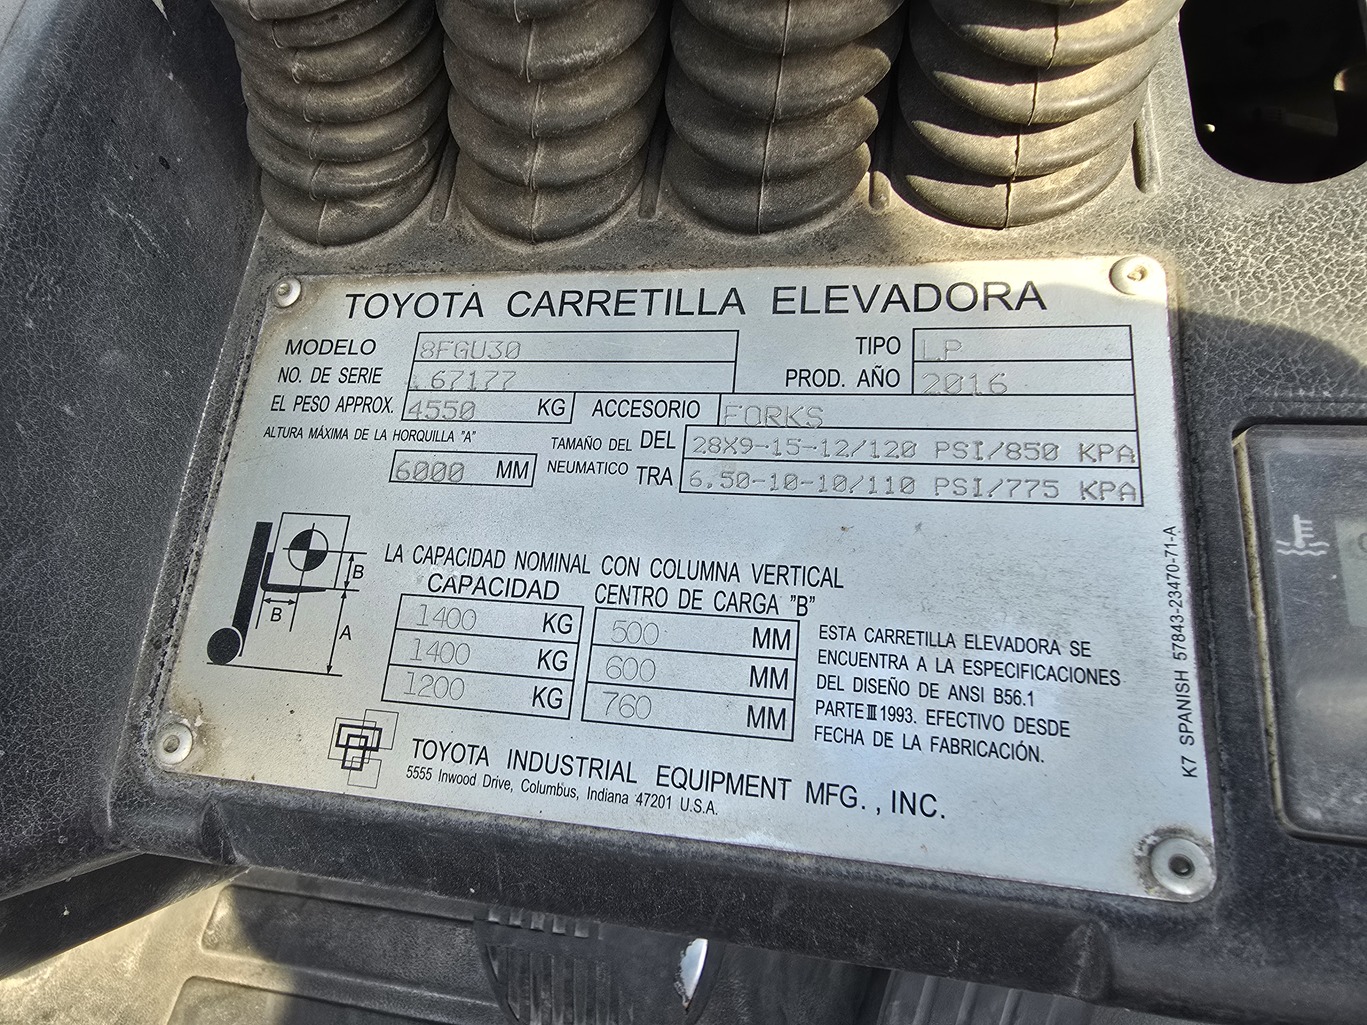 TOYOTA CARRETILLA ELEVADORA
MODELO 8FGU30 TIPO LP
NO. DE SERIE 67177 PROD. AÑO 2016
EL PESO APPROX. 4550 KG ACCESORIO FORKS
ALTURA MÁXIMA DE LA HORQUILLA "A" 6000 MM
TAMAÑO DEL NEUMATICO DEL 28X9-15-12/120 PSI/850 KPA
TRA 6.50-10-10/110 PSI/775 KPA
B
B
A
LA CAPACIDAD NOMINAL CON COLUMNA VERTICAL
CAPACIDAD CENTRO DE CARGA "B"
1400 KG 500 MM
1400 KG 600 MM
1200 KG 760 MM
ESTA CARRETILLA ELEVADORA SE
ENCUENTRA A LA ESPECIFICACIONES
DEL DISEÑO DE ANSI B56.1
PARTE III 1993. EFECTIVO DESDE
FECHA DE LA FABRICACIÓN.
TOYOTA INDUSTRIAL EQUIPMENT MFG., INC.
5555 Inwood Drive, Columbus, Indiana 47201 U.S.A.
K7 SPANISH 57843-23470-71-A